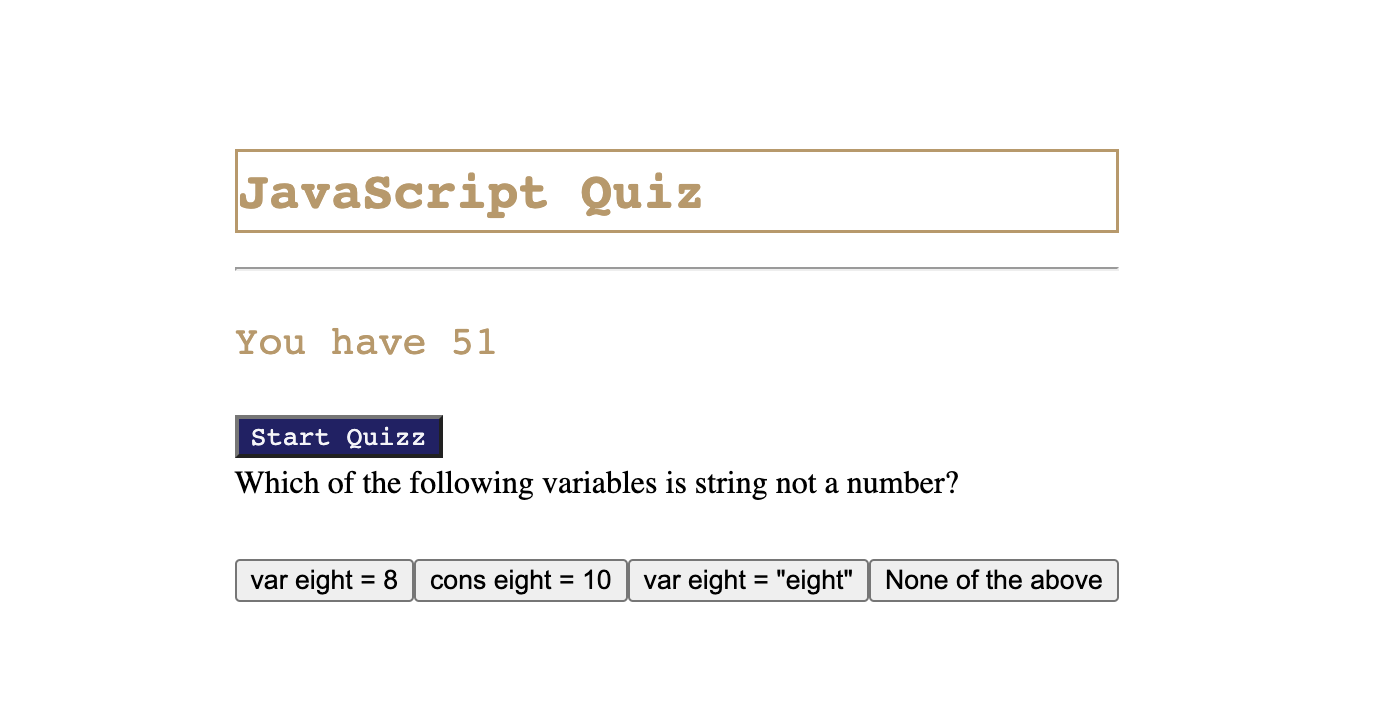 JavaScript Quiz
You have 51
Start Quizz
Which of the following variables is string not a number?
var eight = 8 cons eight = 10 var eight = "eight" None of the above